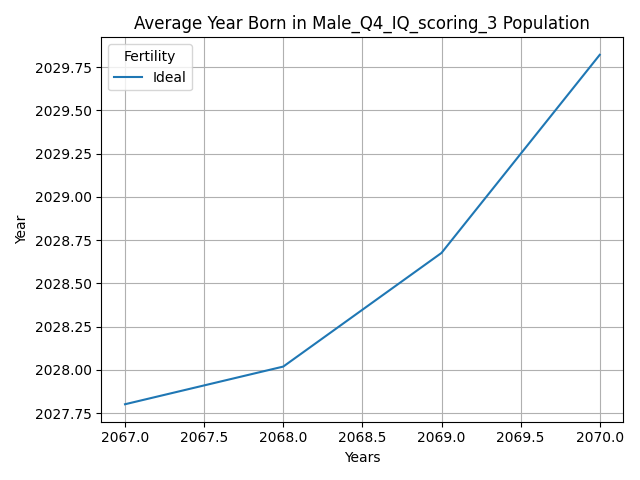 Average Year Born in Male_Q4_IQ_scoring_3 Population
Fertility
Ideal
Year
2029.75
2029.50
2029.25
2029.00
2028.75
2028.50
2028.25
2028.00
2027.75
2067.0 2067.5 2068.0 2068.5 2069.0 2069.5 2070.0
Years